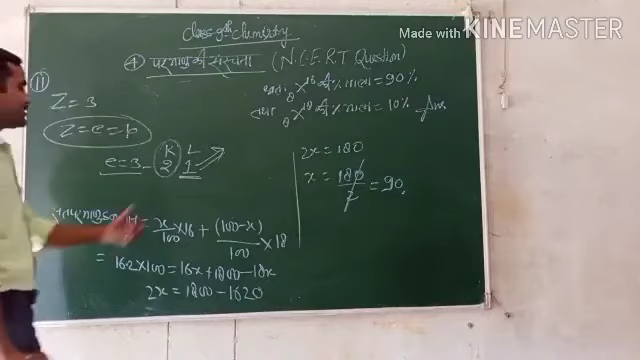 Made with KINEMASTER
Class 9th Chemistry
④ परमाणु की संरचना (N.C.E.R.T Question)
11
Z = 3
Z = e = p
e = 3 - K L
2 1
अतः ₈X¹⁶ की % मात्रा = 90%
तथा ₈X¹⁸ की % मात्रा = 10% Ans
2x = 180
x = 180/2 = 90.
= x/100 × 16 + (100-x)/100 × 18
= 16.2 × 100 = 16x + 1800 - 18x
2x = 1800 - 1620